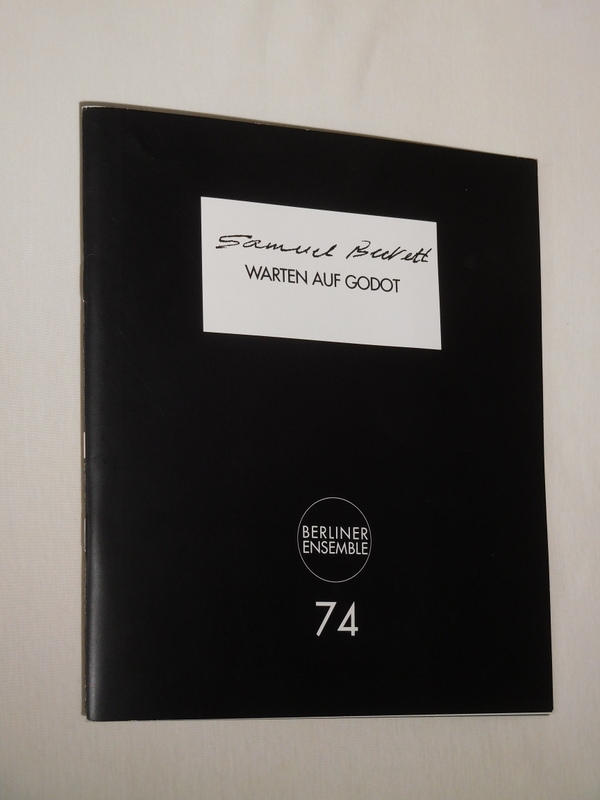 Samuel Beckett
WARTEN AUF GODOT
BERLINER
ENSEMBLE
74